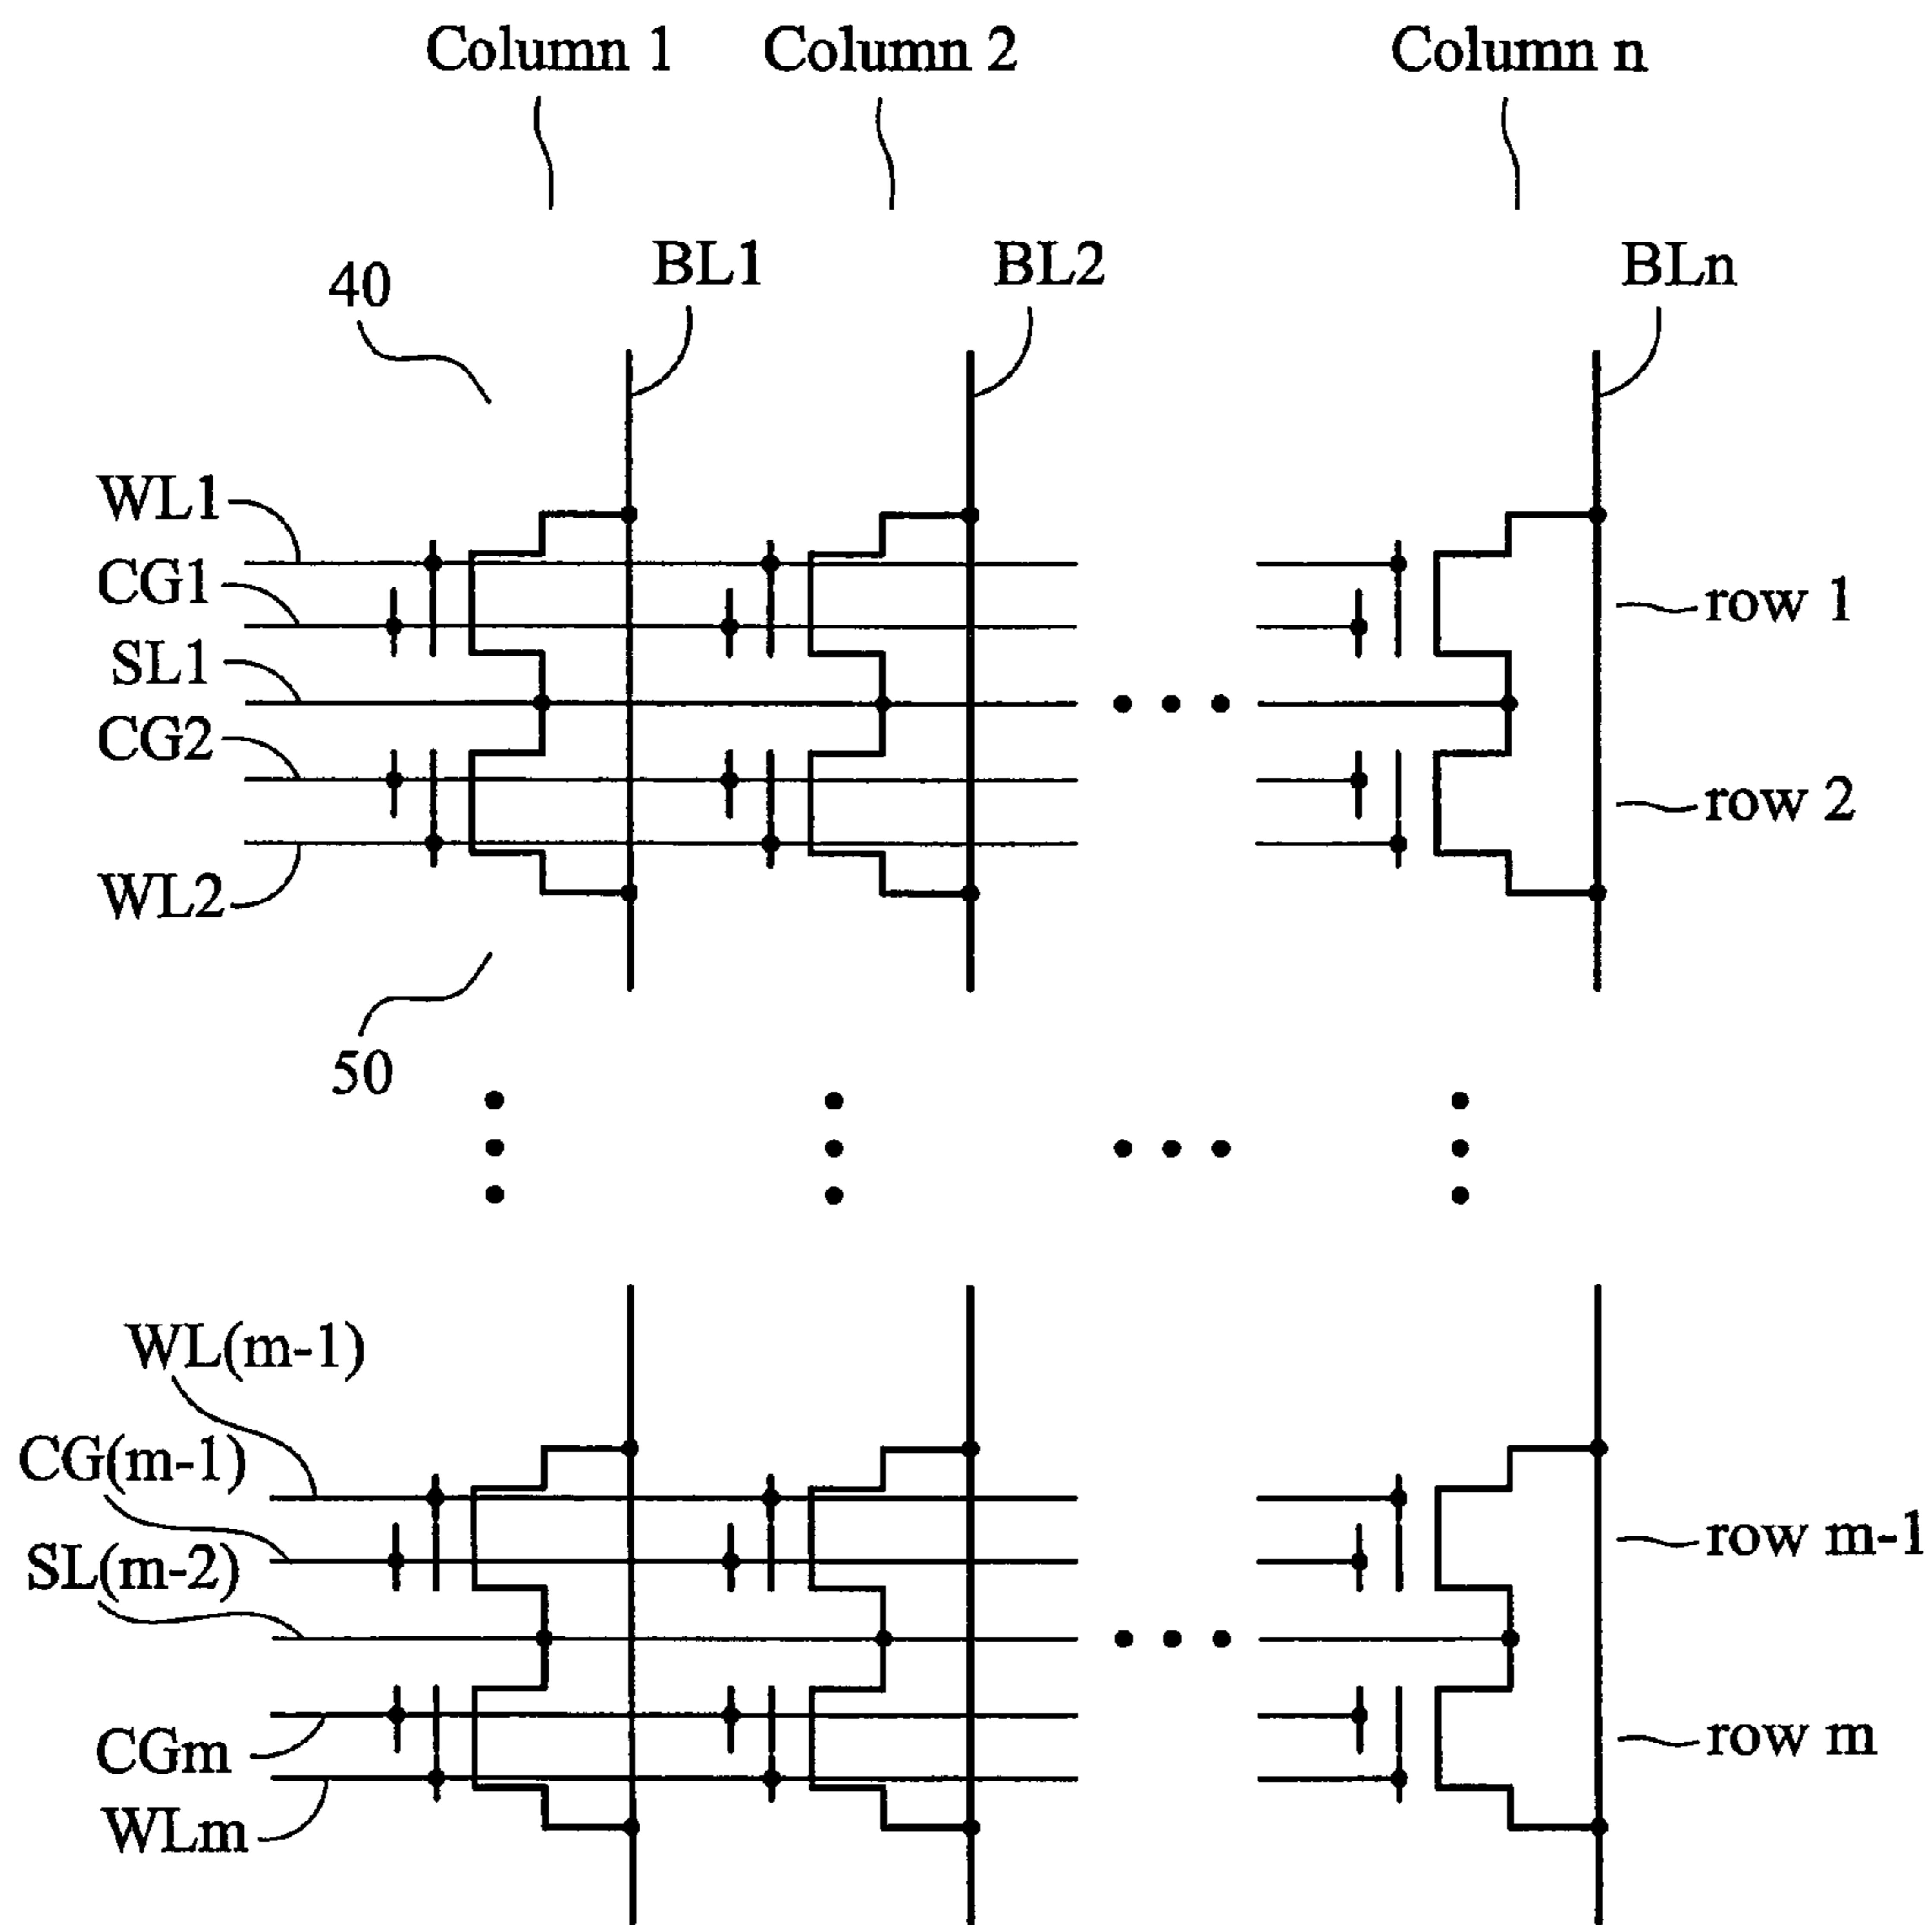 Column 1
Column 2
Column n
40
BL1
BL2
BLn
WL1
CG1
SL1
CG2
WL2
row 1
row 2
50
WL(m-1)
CG(m-1)
SL(m-2)
CGm
WLm
row m-1
row m